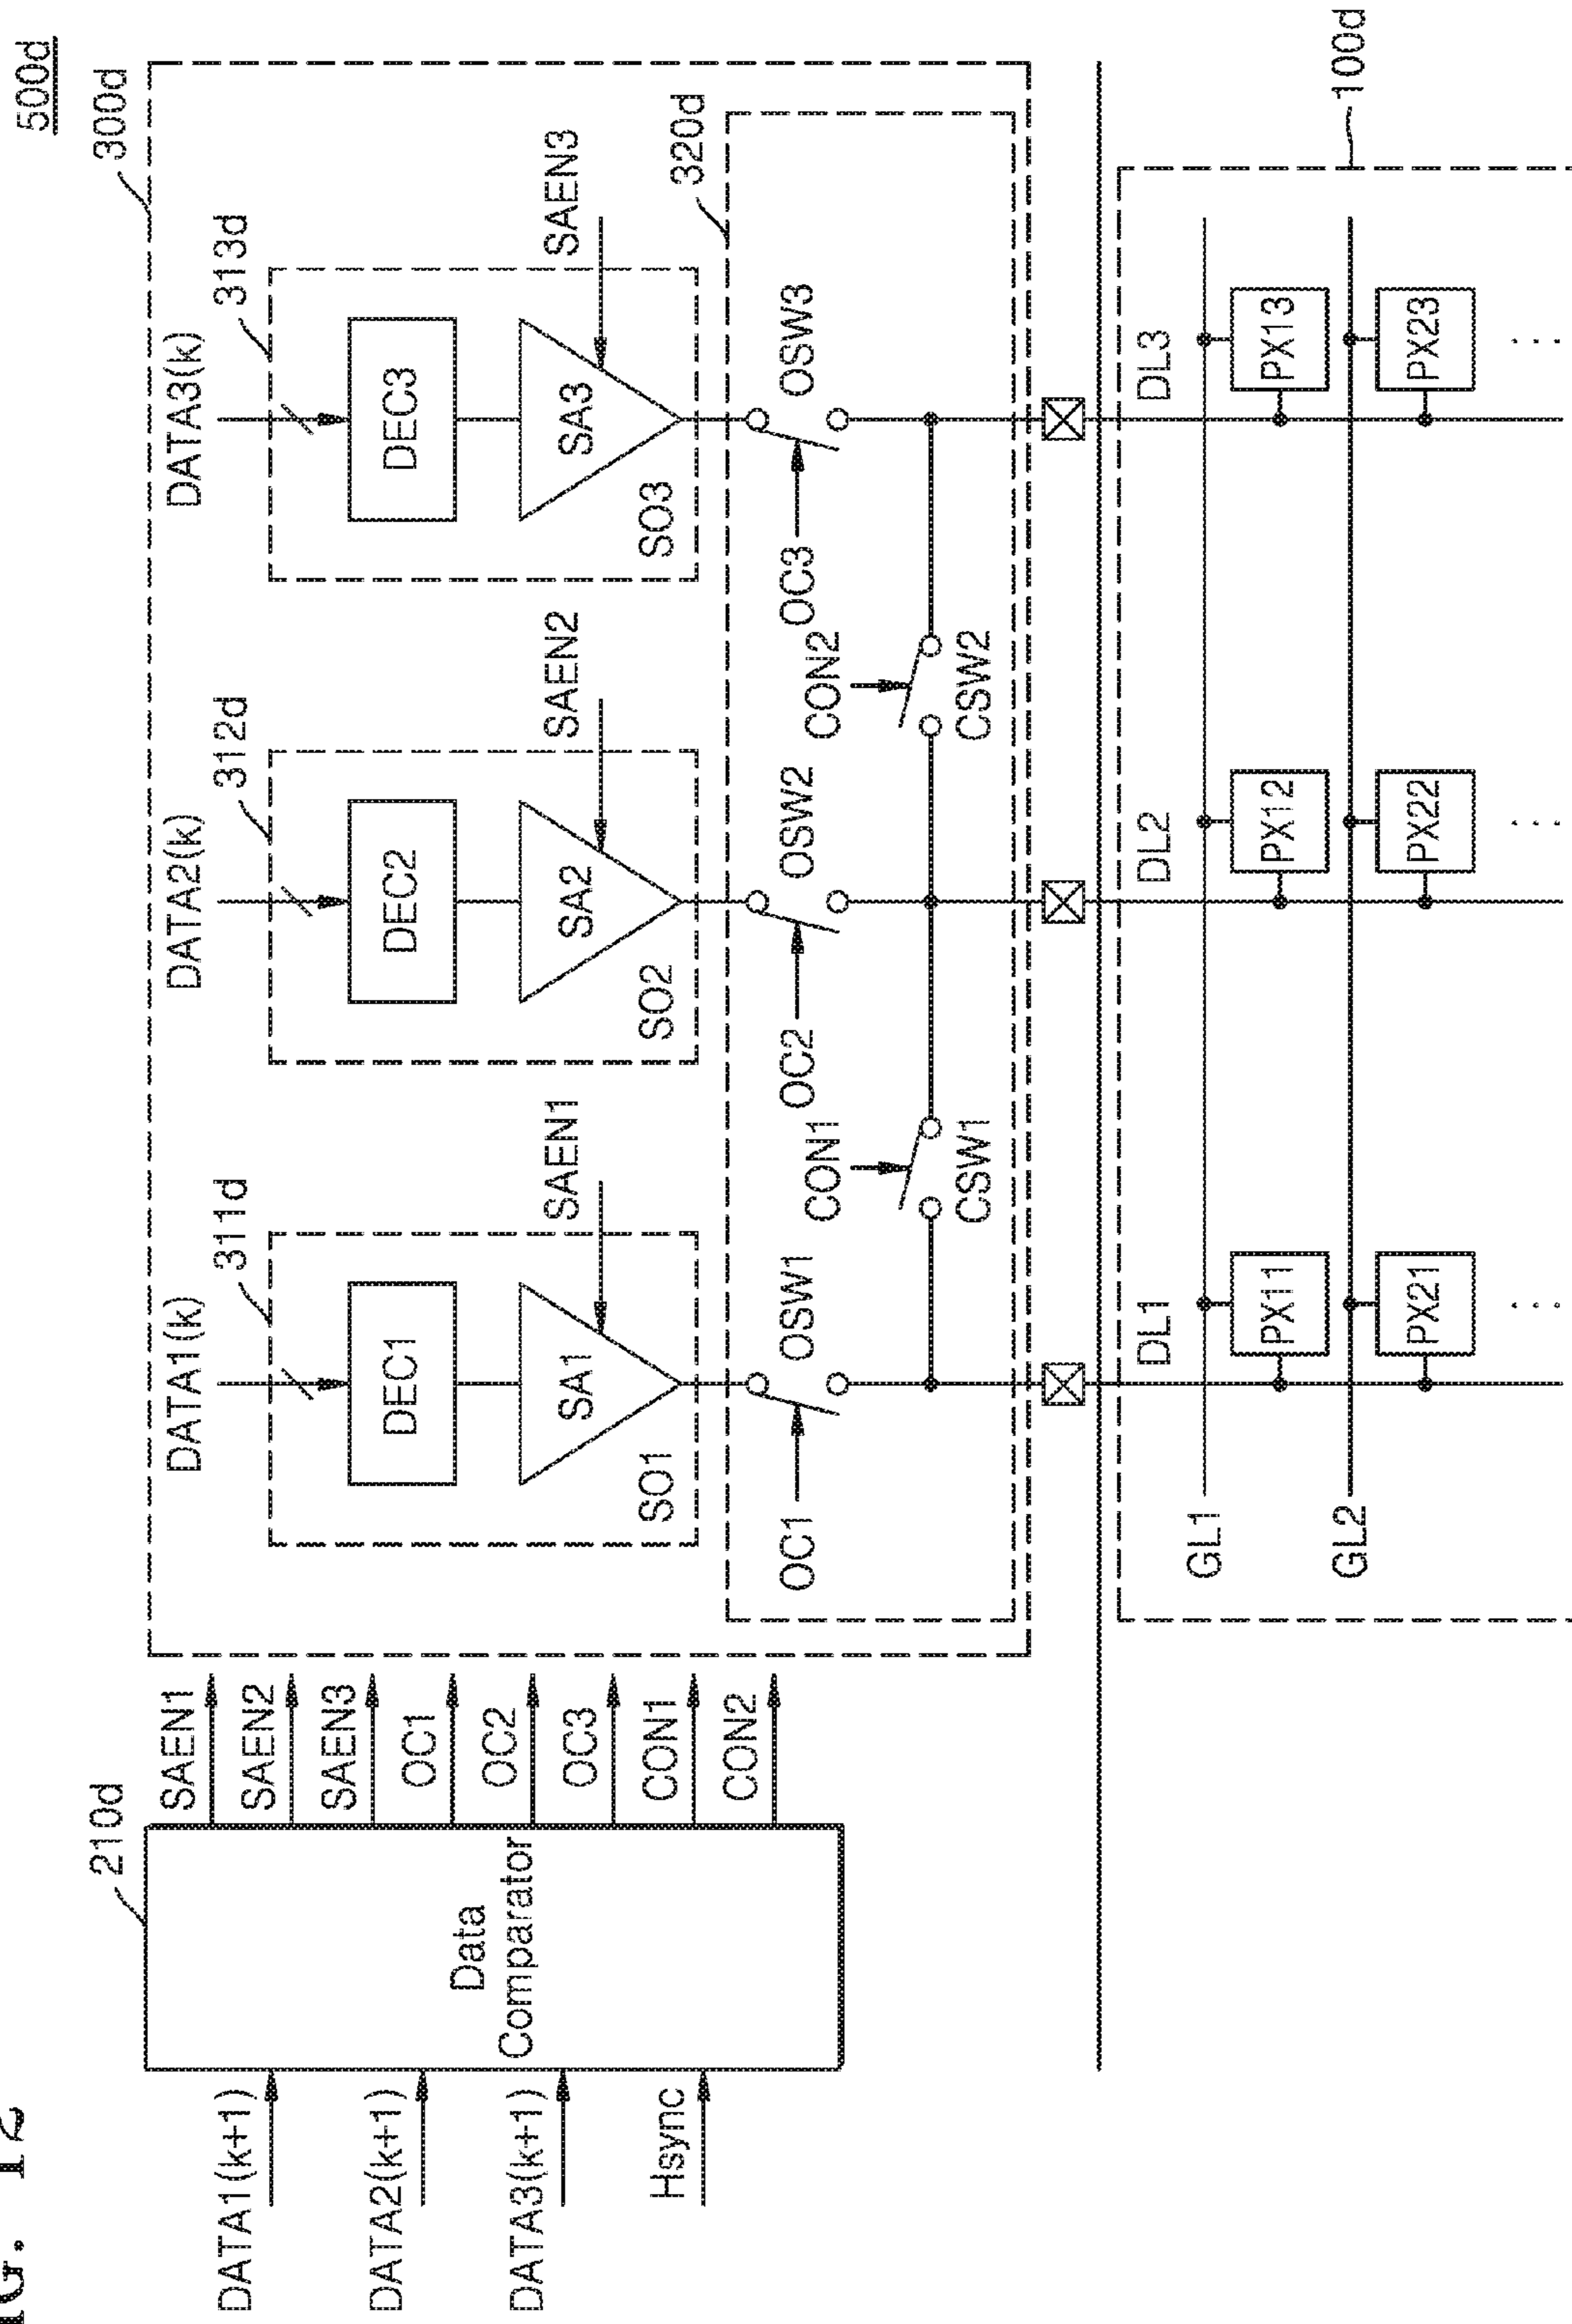 FIG. 12
500d
300d
210d
DATA1(k+1)
DATA2(k+1)
DATA3(k+1)
Hsync
Data
Comparator
SAEN1
SAEN2
SAEN3
OC1
OC2
OC3
CON1
CON2
DATA1(k)
311d
DEC1
SA1
SAEN1
SO1
DATA2(k)
312d
DEC2
SA2
SAEN2
SO2
DATA3(k)
313d
DEC3
SA3
SAEN3
SO3
320d
OC1
OSW1
CON1
CSW1
OC2
OSW2
CON2
CSW2
OC3
OSW3
DL1
DL2
DL3
100d
GL1
PX11
PX12
PX13
GL2
PX21
PX22
PX23